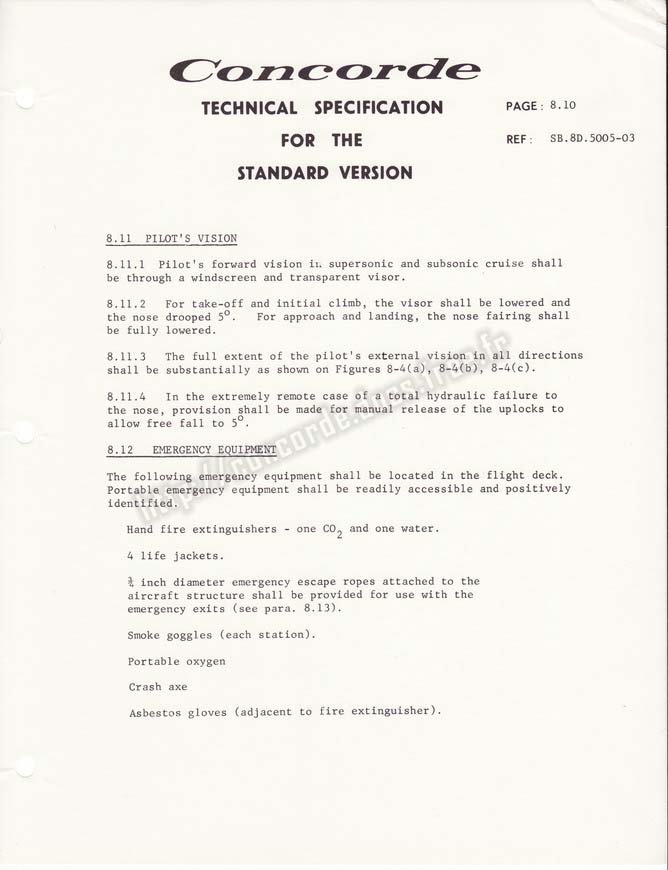 Concorde
TECHNICAL SPECIFICATION
FOR THE
STANDARD VERSION
PAGE: 8.10
REF: SB.8D.5005-03
8.11 PILOT'S VISION
8.11.1 Pilot's forward vision in supersonic and subsonic cruise shall
be through a windscreen and transparent visor.
8.11.2 For take-off and initial climb, the visor shall be lowered and
the nose drooped 5°. For approach and landing, the nose fairing shall
be fully lowered.
8.11.3 The full extent of the pilot's external vision in all directions
shall be substantially as shown on Figures 8-4(a), 8-4(b), 8-4(c).
8.11.4 In the extremely remote case of a total hydraulic failure to
the nose, provision shall be made for manual release of the uplocks to
allow free fall to 5°.
8.12 EMERGENCY EQUIPMENT
The following emergency equipment shall be located in the flight deck.
Portable emergency equipment shall be readily accessible and positively
identified.
Hand fire extinguishers - one CO₂ and one water.
4 life jackets.
¾ inch diameter emergency escape ropes attached to the
aircraft structure shall be provided for use with the
emergency exits (see para. 8.13).
Smoke goggles (each station).
Portable oxygen
Crash axe
Asbestos gloves (adjacent to fire extinguisher).